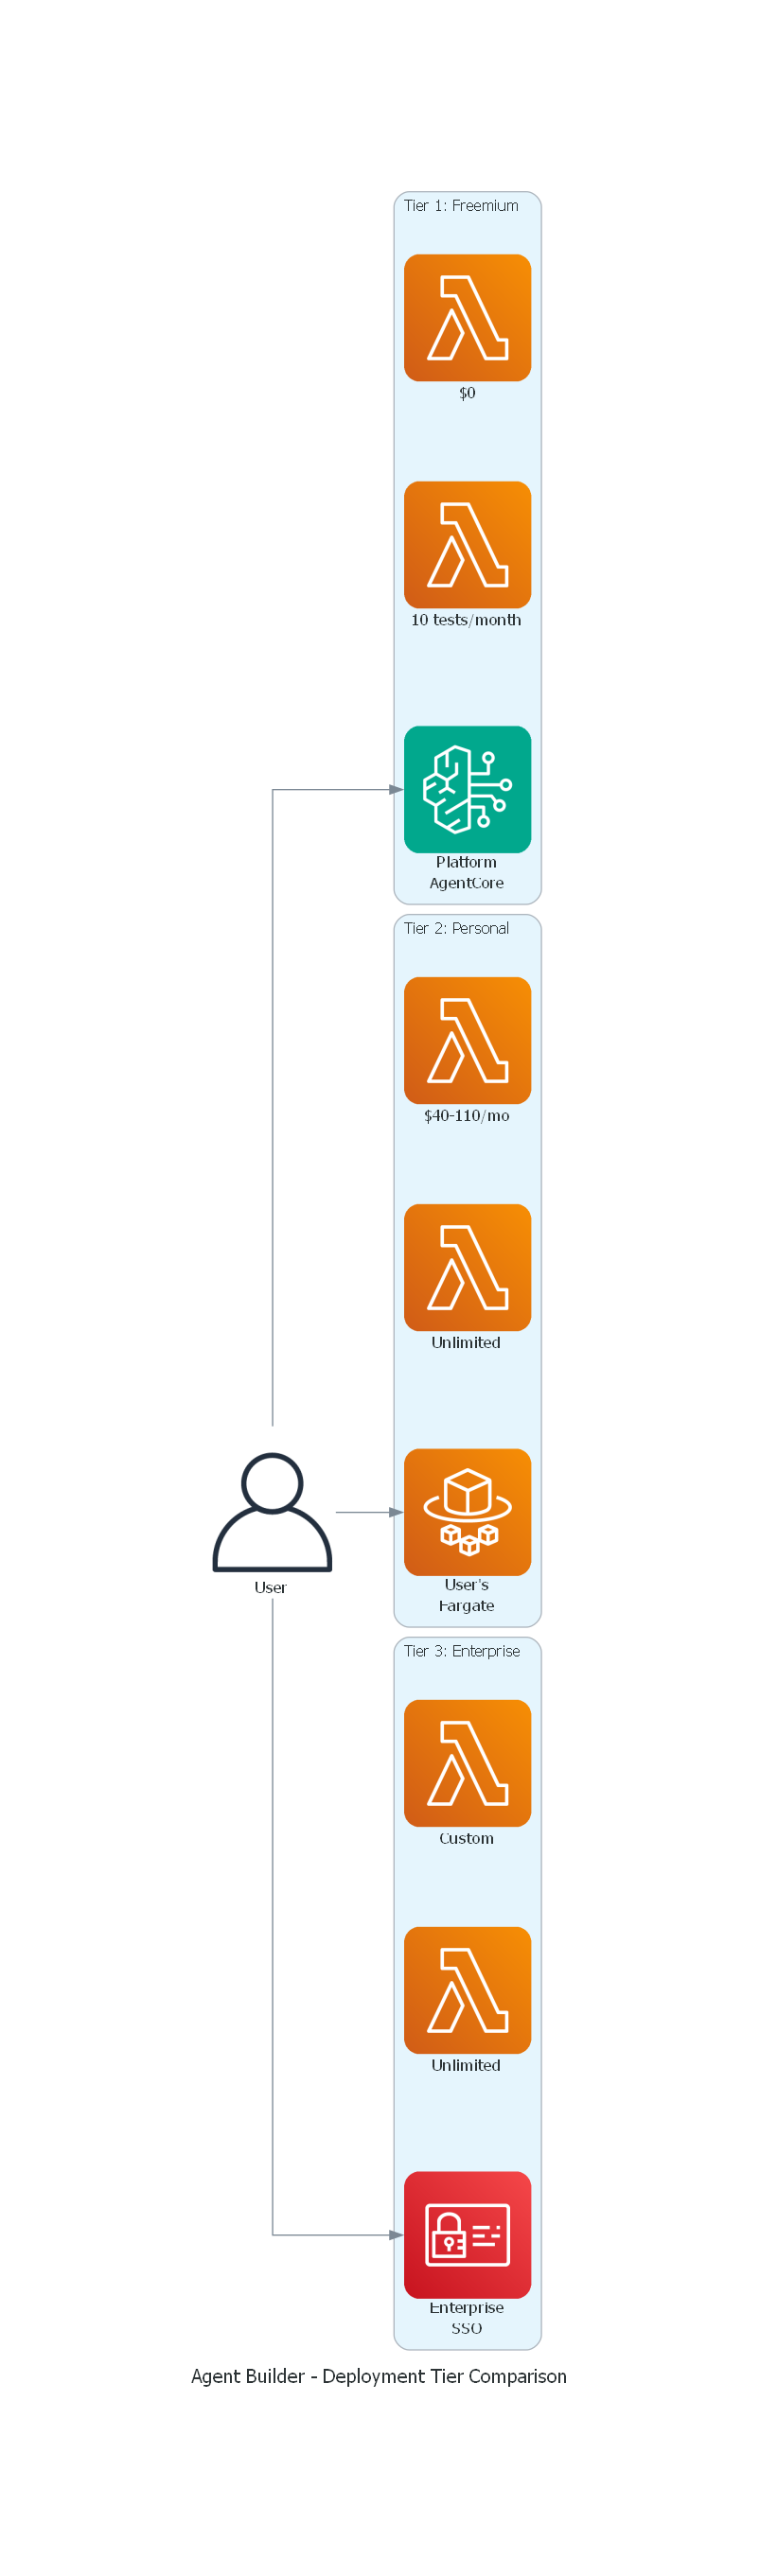 Tier 1: Freemium
$0
10 tests/month
Platform
AgentCore
Tier 2: Personal
$40-110/mo
Unlimited
User's
Fargate
User
Tier 3: Enterprise
Custom
Unlimited
Enterprise
SSO
Agent Builder - Deployment Tier Comparison